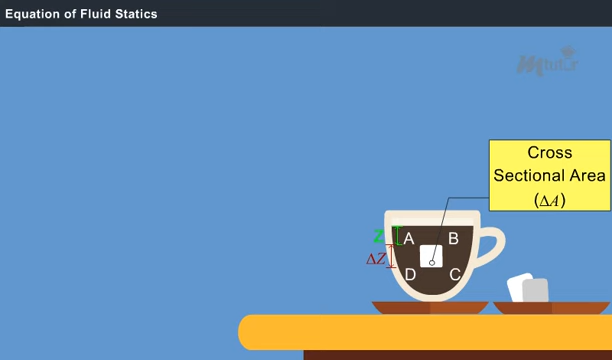 Equation of Fluid Statics
Cross
Sectional Area
(ΔA)
Z
A B
ΔZ
D C